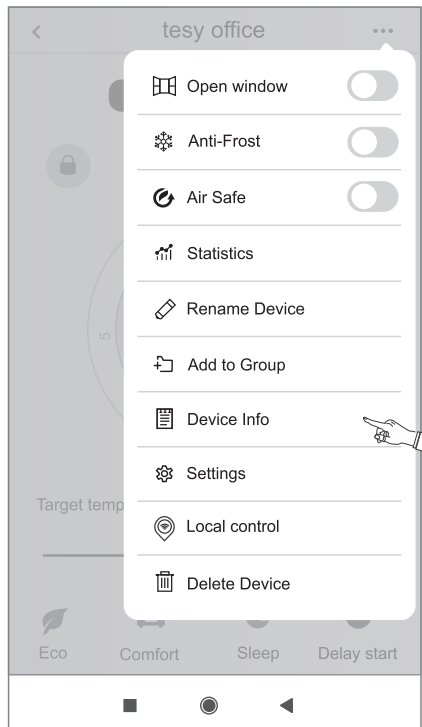 tesy office
Open window
Anti-Frost
Air Safe
Statistics
Rename Device
Add to Group
5
Device Info
Settings
Target temp
Local control
Delete Device
Eco Comfort Sleep Delay start